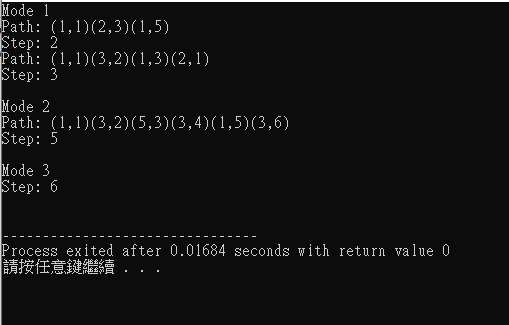 Mode 1
Path: (1,1)(2,3)(1,5)
Step: 2
Path: (1,1)(3,2)(1,3)(2,1)
Step: 3
Mode 2
Path: (1,1)(3,2)(5,3)(3,4)(1,5)(3,6)
Step: 5
Mode 3
Step: 6
--------------------------------
Process exited after 0.01684 seconds with return value 0
請按任意鍵繼續 . . .